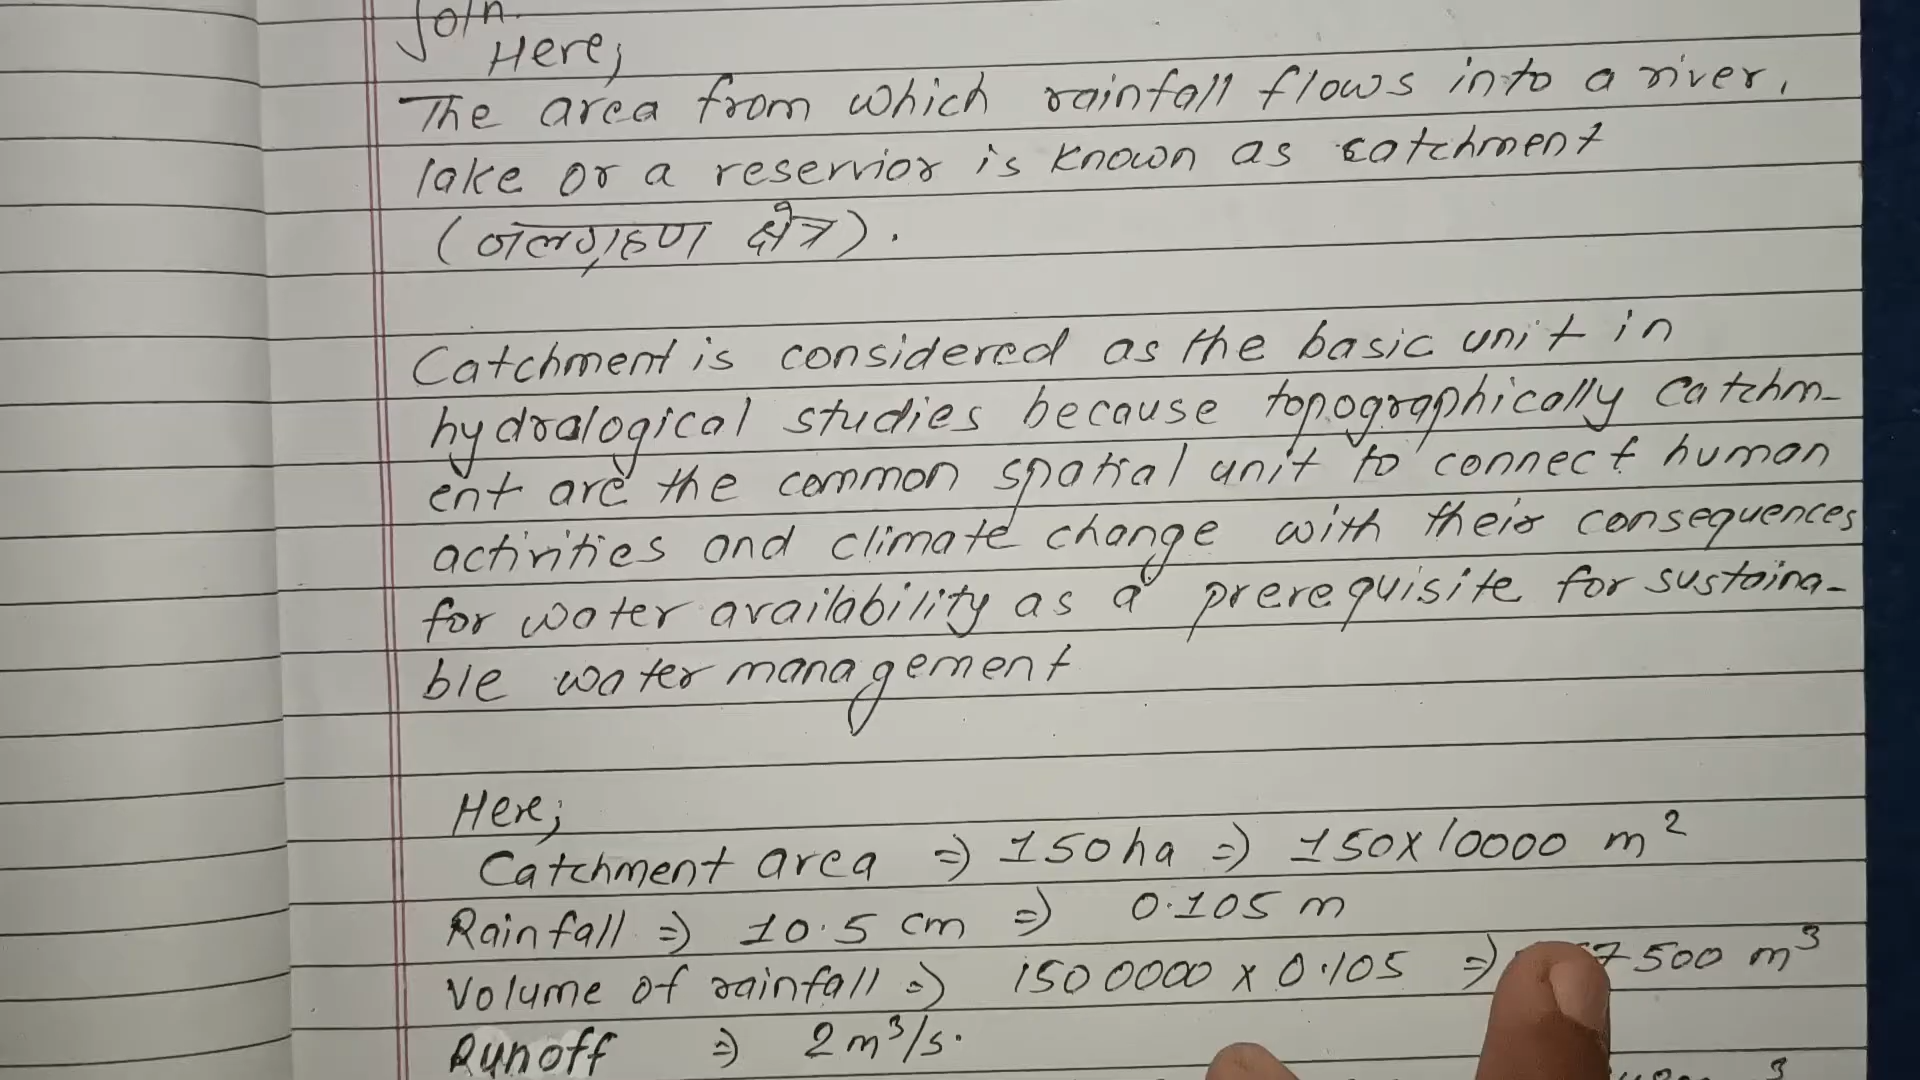 Soln.
Here;
The area from which rainfall flows into a river,
lake or a reservior is known as catchment
(जलग्रहण क्षेत्र).
Catchment is considered as the basic unit in
hydralogical studies because topographically catchm-
ent are the common spatial unit to connect human
activities and climate change with their consequences
for water availability as a prerequisite for sustaina-
ble water management
Here;
Catchment area ⇒ 150ha ⇒ 150x10000 m²
Rainfall ⇒ 10.5 cm ⇒ 0.105 m
Volume of rainfall ⇒ 1500000 x 0.105 ⇒ 7500 m³
Runoff ⇒ 2 m³/s.